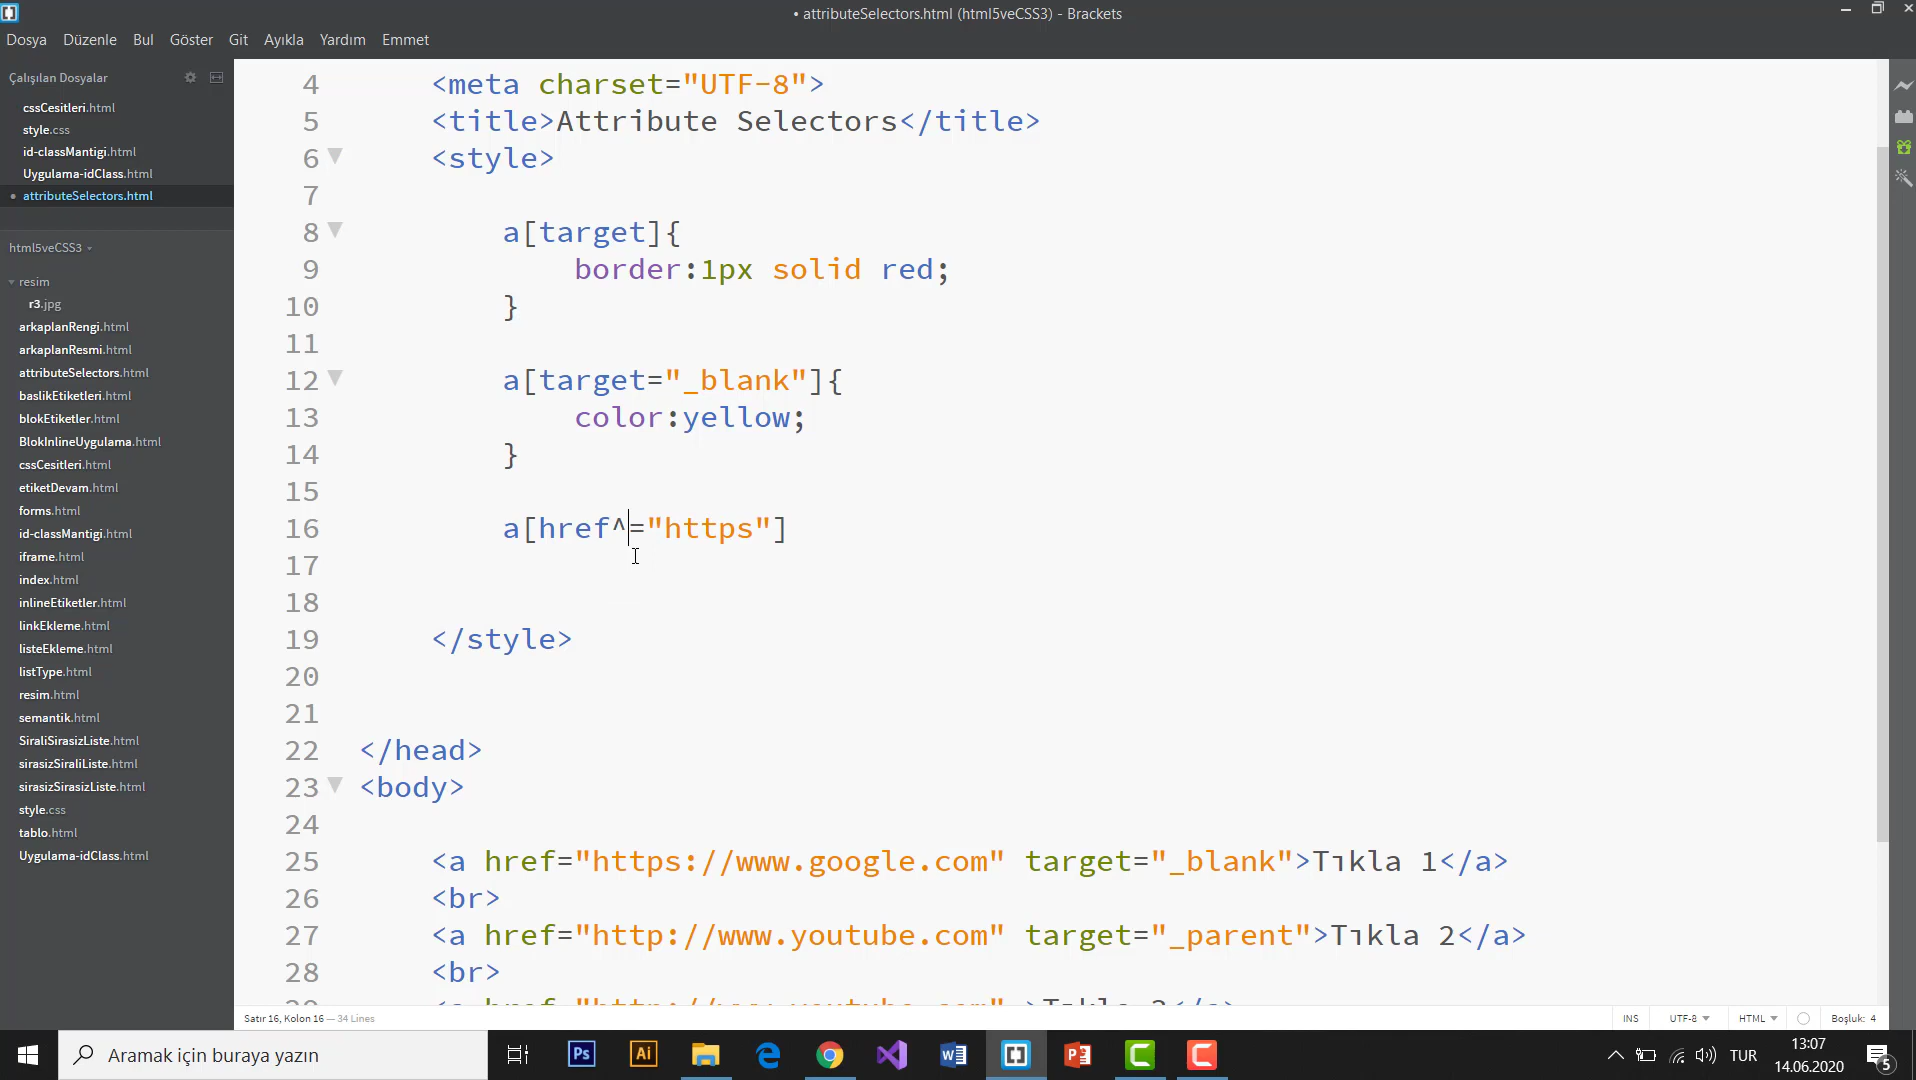 • attributeSelectors.html (html5veCSS3) - Brackets
Dosya Düzenle Bul Göster Git Ayıkla Yardım Emmet
Çalışılan Dosyalar
cssCesitleri.html
style.css
id-classMantigi.html
Uygulama-idClass.html
• attributeSelectors.html
html5veCSS3
resim
r3.jpg
arkaplanRengi.html
arkaplanResmi.html
attributeSelectors.html
baslikEtiketleri.html
blokEtiketler.html
BlokInlineUygulama.html
cssCesitleri.html
etiketDevam.html
forms.html
id-classMantigi.html
iframe.html
index.html
inlineEtiketler.html
linkEkleme.html
listeEkleme.html
listType.html
resim.html
semantik.html
SiraliSirasizListe.html
sirasizSiraliListe.html
sirasizSirasizListe.html
style.css
tablo.html
Uygulama-idClass.html
4 <meta charset="UTF-8">
5 <title>Attribute Selectors</title>
6 <style>
7
8 a[target]{
9 border:1px solid red;
10 }
11
12 a[target="_blank"]{
13 color:yellow;
14 }
15
16 a[href^="https"]
17
18
19 </style>
20
21
22 </head>
23 <body>
24
25 <a href="https://www.google.com" target="_blank">Tıkla 1</a>
26 <br>
27 <a href="http://www.youtube.com" target="_parent">Tıkla 2</a>
28 <br>
Satır 16, Kolon 16 — 34 Lines
INS UTF-8 HTML Boşluk: 4
Aramak için buraya yazın
Ps Ai
TUR
13:07
14.06.2020
5